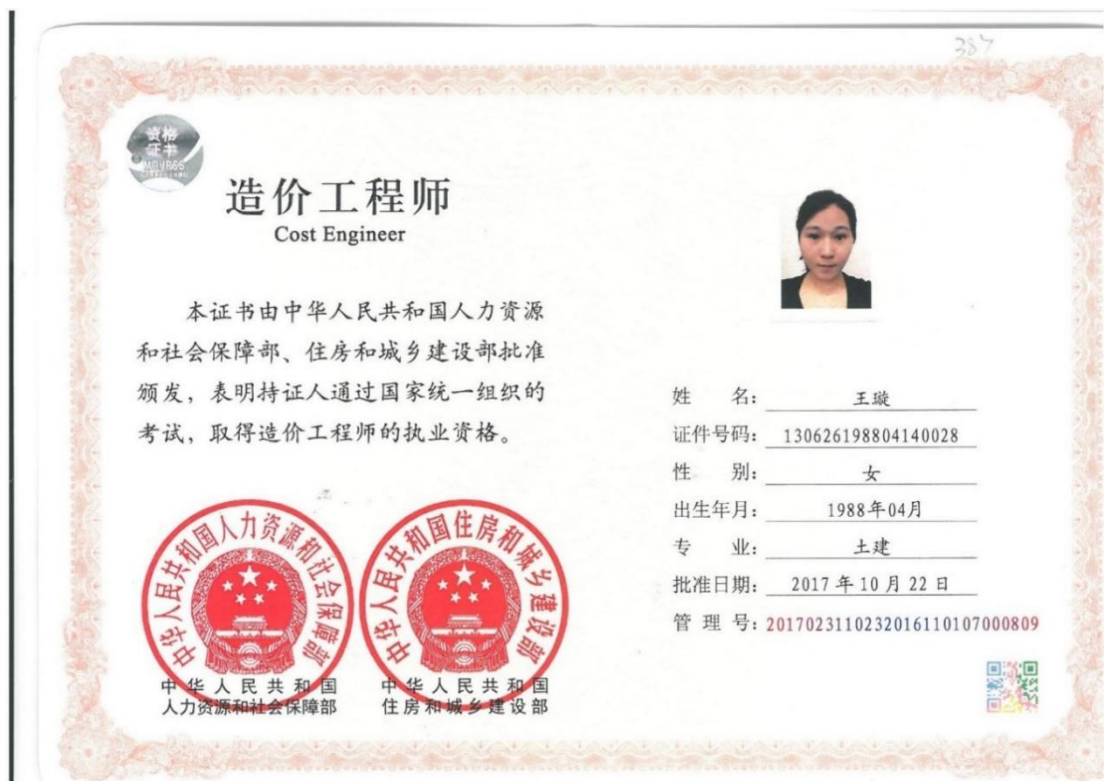 387
资格
证书
造价工程师
Cost Engineer
本证书由中华人民共和国人力资源
和社会保障部、住房和城乡建设部批准
颁发，表明持证人通过国家统一组织的
考试，取得造价工程师的执业资格。
中华人民共和国人力资源和社会保障部
中华人民共和国住房和城乡建设部
中华人民共和国
人力资源和社会保障部
中华人民共和国
住房和城乡建设部
姓 名： 王璇
证件号码： 130626198804140028
性 别： 女
出生年月： 1988年04月
专 业： 土建
批准日期： 2017年10月22日
管 理 号：2017023110232016110107000809